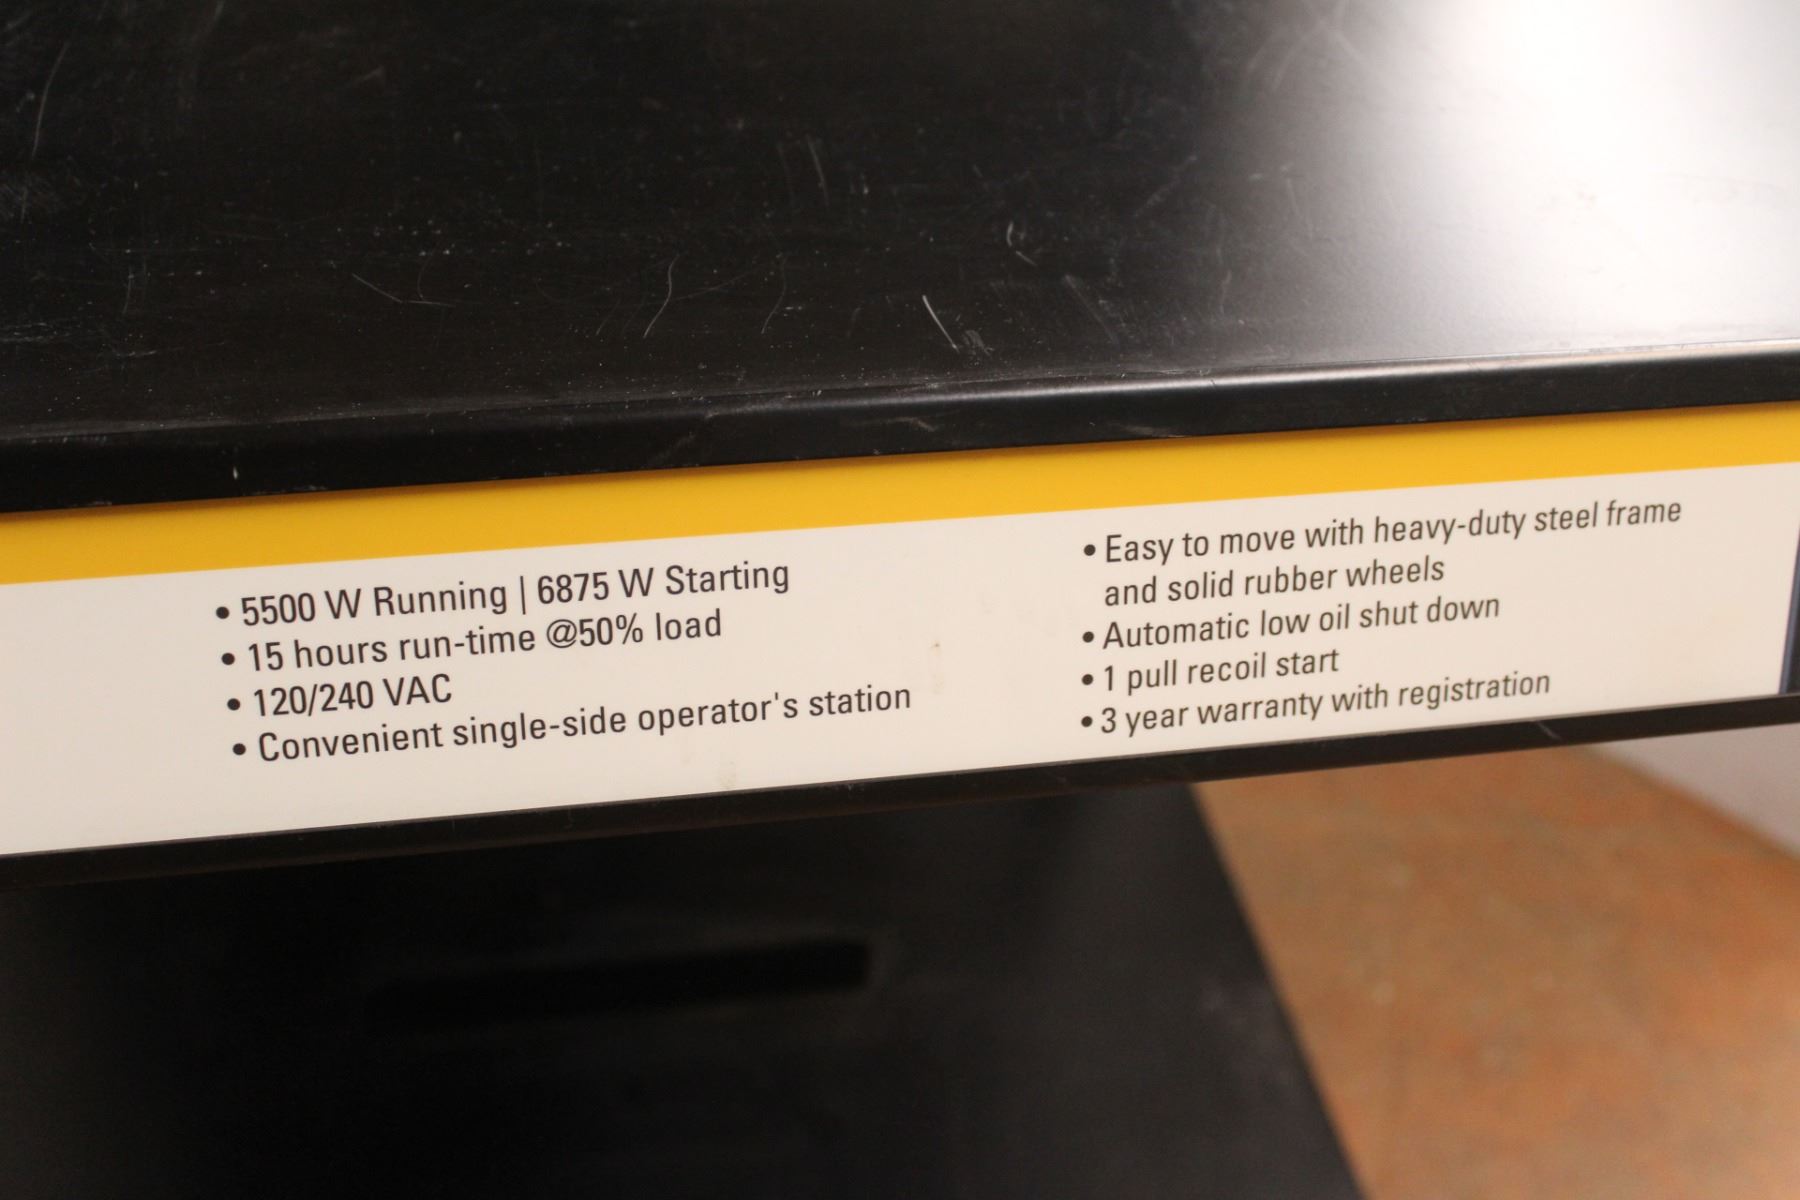 • 5500 W Running | 6875 W Starting
• 15 hours run-time @50% load
• 120/240 VAC
• Convenient single-side operator's station
• Easy to move with heavy-duty steel frame
and solid rubber wheels
• Automatic low oil shut down
• 1 pull recoil start
• 3 year warranty with registration